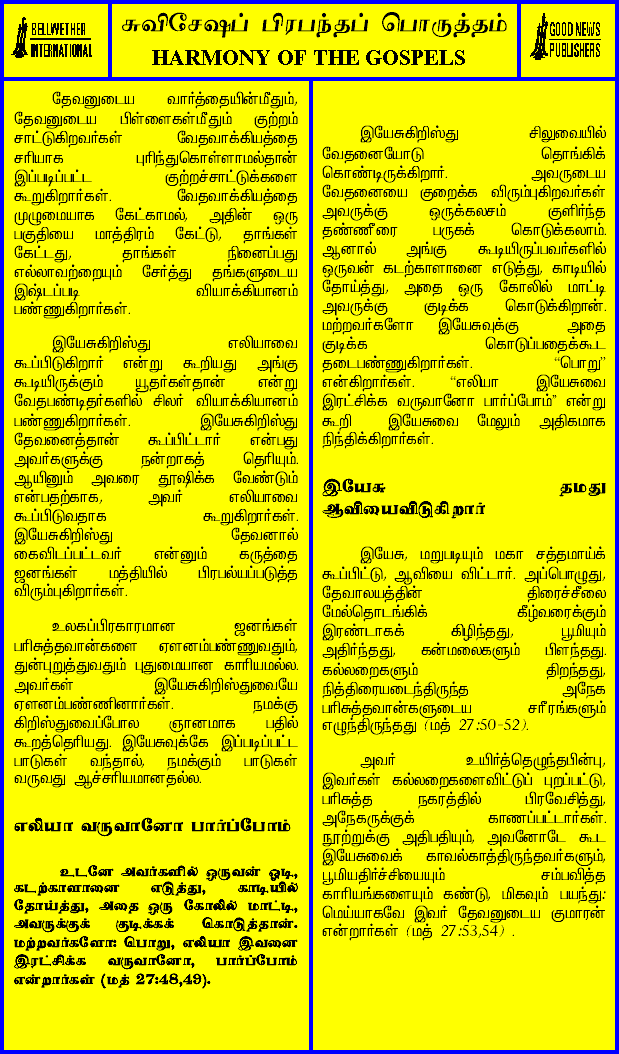 BELLWETHER
INTERNATIONAL
சுவிசேஷப் பிரபந்தப் பொருத்தம்
HARMONY OF THE GOSPELS
GOOD NEWS
PUBLISHERS
தேவனுடைய வார்த்தையின்மீதும்,
தேவனுடைய பிள்ளைகள்மீதும் குற்றம்
சாட்டுகிறவர்கள் வேதவாக்கியத்தை
சரியாக புரிந்துகொள்ளாமல்தான்
இப்படிப்பட்ட குற்றச்சாட்டுக்களை
கூறுகிறார்கள். வேதவாக்கியத்தை
முழுமையாக கேட்காமல், அதின் ஒரு
பகுதியை மாத்திரம் கேட்டு, தாங்கள்
கேட்டது, தாங்கள் நினைப்பது
எல்லாவற்றையும் சேர்த்து தங்களுடைய
இஷ்டப்படி வியாக்கியானம்
பண்ணுகிறார்கள்.
இயேசுகிறிஸ்து எலியாவை
கூப்பிடுகிறார் என்று கூறியது அங்கு
கூடியிருக்கும் யூதர்கள்தான் என்று
வேதபண்டிதர்களில் சிலர் வியாக்கியானம்
பண்ணுகிறார்கள். இயேசுகிறிஸ்து
தேவனைத்தான் கூப்பிட்டார் என்பது
அவர்களுக்கு நன்றாகத் தெரியும்.
ஆயினும் அவரை தூஷிக்க வேண்டும்
என்பதற்காக, அவர் எலியாவை
கூப்பிடுவதாக கூறுகிறார்கள்.
இயேசுகிறிஸ்து தேவனால்
கைவிடப்பட்டவர் என்னும் கருத்தை
ஜனங்கள் மத்தியில் பிரபல்யப்படுத்த
விரும்புகிறார்கள்.
உலகப்பிரகாரமான ஜனங்கள்
பரிசுத்தவான்களை ஏளனம்பண்ணுவதும்,
துன்புறுத்துவதும் புதுமையான காரியமல்ல.
அவர்கள் இயேசுகிறிஸ்துவையே
ஏளனம்பண்ணினார்கள். நமக்கு
கிறிஸ்துவைப்போல ஞானமாக பதில்
கூறத்தெரியாது. இயேசுவுக்கே இப்படிப்பட்ட
பாடுகள் வந்தால், நமக்கும் பாடுகள்
வருவது ஆச்சரியமானதல்ல.
எலியா வருவானோ பார்ப்போம்
உடனே அவர்களில் ஒருவன் ஓடி,
கடற்காளானை எடுத்து, காடியில்
தோய்த்து, அதை ஒரு கோலில் மாட்டி,
அவருக்குக் குடிக்கக் கொடுத்தான்.
மற்றவர்களோ: பொறு, எலியா இவனை
இரட்சிக்க வருவானோ, பார்ப்போம்
என்றார்கள் (மத் 27:48,49).
இயேசுகிறிஸ்து சிலுவையில்
வேதனையோடு தொங்கிக்
கொண்டிருக்கிறார். அவருடைய
வேதனையை குறைக்க விரும்புகிறவர்கள்
அவருக்கு ஒருக்கலசம் குளிர்ந்த
தண்ணீரை பருகக் கொடுக்கலாம்.
ஆனால் அங்கு கூடியிருப்பவர்களில்
ஒருவன் கடற்காளானை எடுத்து, காடியில்
தோய்த்து, அதை ஒரு கோலில் மாட்டி
அவருக்கு குடிக்க கொடுக்கிறான்.
மற்றவர்களோ இயேசுவுக்கு அதை
குடிக்க கொடுப்பதைக்கூட
தடைபண்ணுகிறார்கள். “பொறு”
என்கிறார்கள். “எலியா இயேசுவை
இரட்சிக்க வருவானோ பார்ப்போம்” என்று
கூறி இயேசுவை மேலும் அதிகமாக
நிந்திக்கிறார்கள்.
இயேசு தமது
ஆவியைவிடுகிறார்
இயேசு, மறுபடியும் மகா சத்தமாய்க்
கூப்பிட்டு, ஆவியை விட்டார். அப்பொழுது,
தேவாலயத்தின் திரைச்சீலை
மேல்தொடங்கிக் கீழ்வரைக்கும்
இரண்டாகக் கிழிந்தது, பூமியும்
அதிர்ந்தது, கன்மலைகளும் பிளந்தது.
கல்லறைகளும் திறந்தது,
நித்திரையடைந்திருந்த அநேக
பரிசுத்தவான்களுடைய சரீரங்களும்
எழுந்திருந்தது (மத் 27:50-52).
அவர் உயிர்த்தெழுந்தபின்பு,
இவர்கள் கல்லறைகளைவிட்டுப் புறப்பட்டு,
பரிசுத்த நகரத்தில் பிரவேசித்து,
அநேகருக்குக் காணப்பட்டார்கள்.
நூற்றுக்கு அதிபதியும், அவனோடே கூட
இயேசுவைக் காவல்காத்திருந்தவர்களும்,
பூமியதிர்ச்சியையும் சம்பவித்த
காரியங்களையும் கண்டு, மிகவும் பயந்து:
மெய்யாகவே இவர் தேவனுடைய குமாரன்
என்றார்கள் (மத் 27:53,54) .